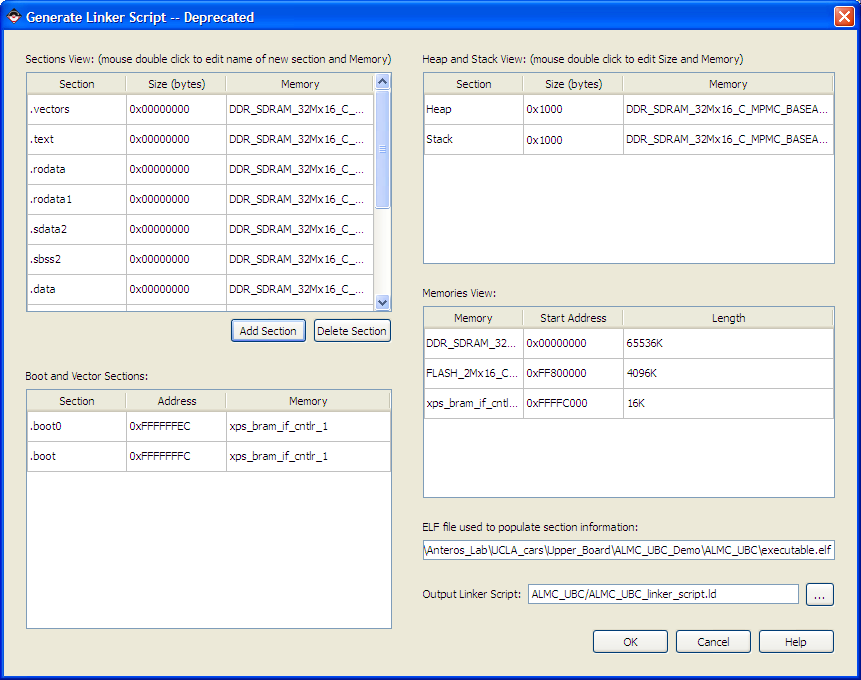 Generate Linker Script -- Deprecated
Sections View: (mouse double click to edit name of new section and Memory)
Section Size (bytes) Memory
.vectors 0x00000000 DDR_SDRAM_32Mx16_C_...
.text 0x00000000 DDR_SDRAM_32Mx16_C_...
.rodata 0x00000000 DDR_SDRAM_32Mx16_C_...
.rodata1 0x00000000 DDR_SDRAM_32Mx16_C_...
.sdata2 0x00000000 DDR_SDRAM_32Mx16_C_...
.sbss2 0x00000000 DDR_SDRAM_32Mx16_C_...
.data 0x00000000 DDR_SDRAM_32Mx16_C_...
Add Section Delete Section
Boot and Vector Sections:
Section Address Memory
.boot0 0xFFFFFFEC xps_bram_if_cntlr_1
.boot 0xFFFFFFFC xps_bram_if_cntlr_1
Heap and Stack View: (mouse double click to edit Size and Memory)
Section Size (bytes) Memory
Heap 0x1000 DDR_SDRAM_32Mx16_C_MPMC_BASEA...
Stack 0x1000 DDR_SDRAM_32Mx16_C_MPMC_BASEA...
Memories View:
Memory Start Address Length
DDR_SDRAM_32... 0x00000000 65536K
FLASH_2Mx16_C... 0xFF800000 4096K
xps_bram_if_cntl... 0xFFFFC000 16K
ELF file used to populate section information:
\Anteros_Lab\UCLA_cars\Upper_Board\ALMC_UBC_Demo\ALMC_UBC\executable.elf
Output Linker Script: ALMC_UBC/ALMC_UBC_linker_script.ld ...
OK Cancel Help